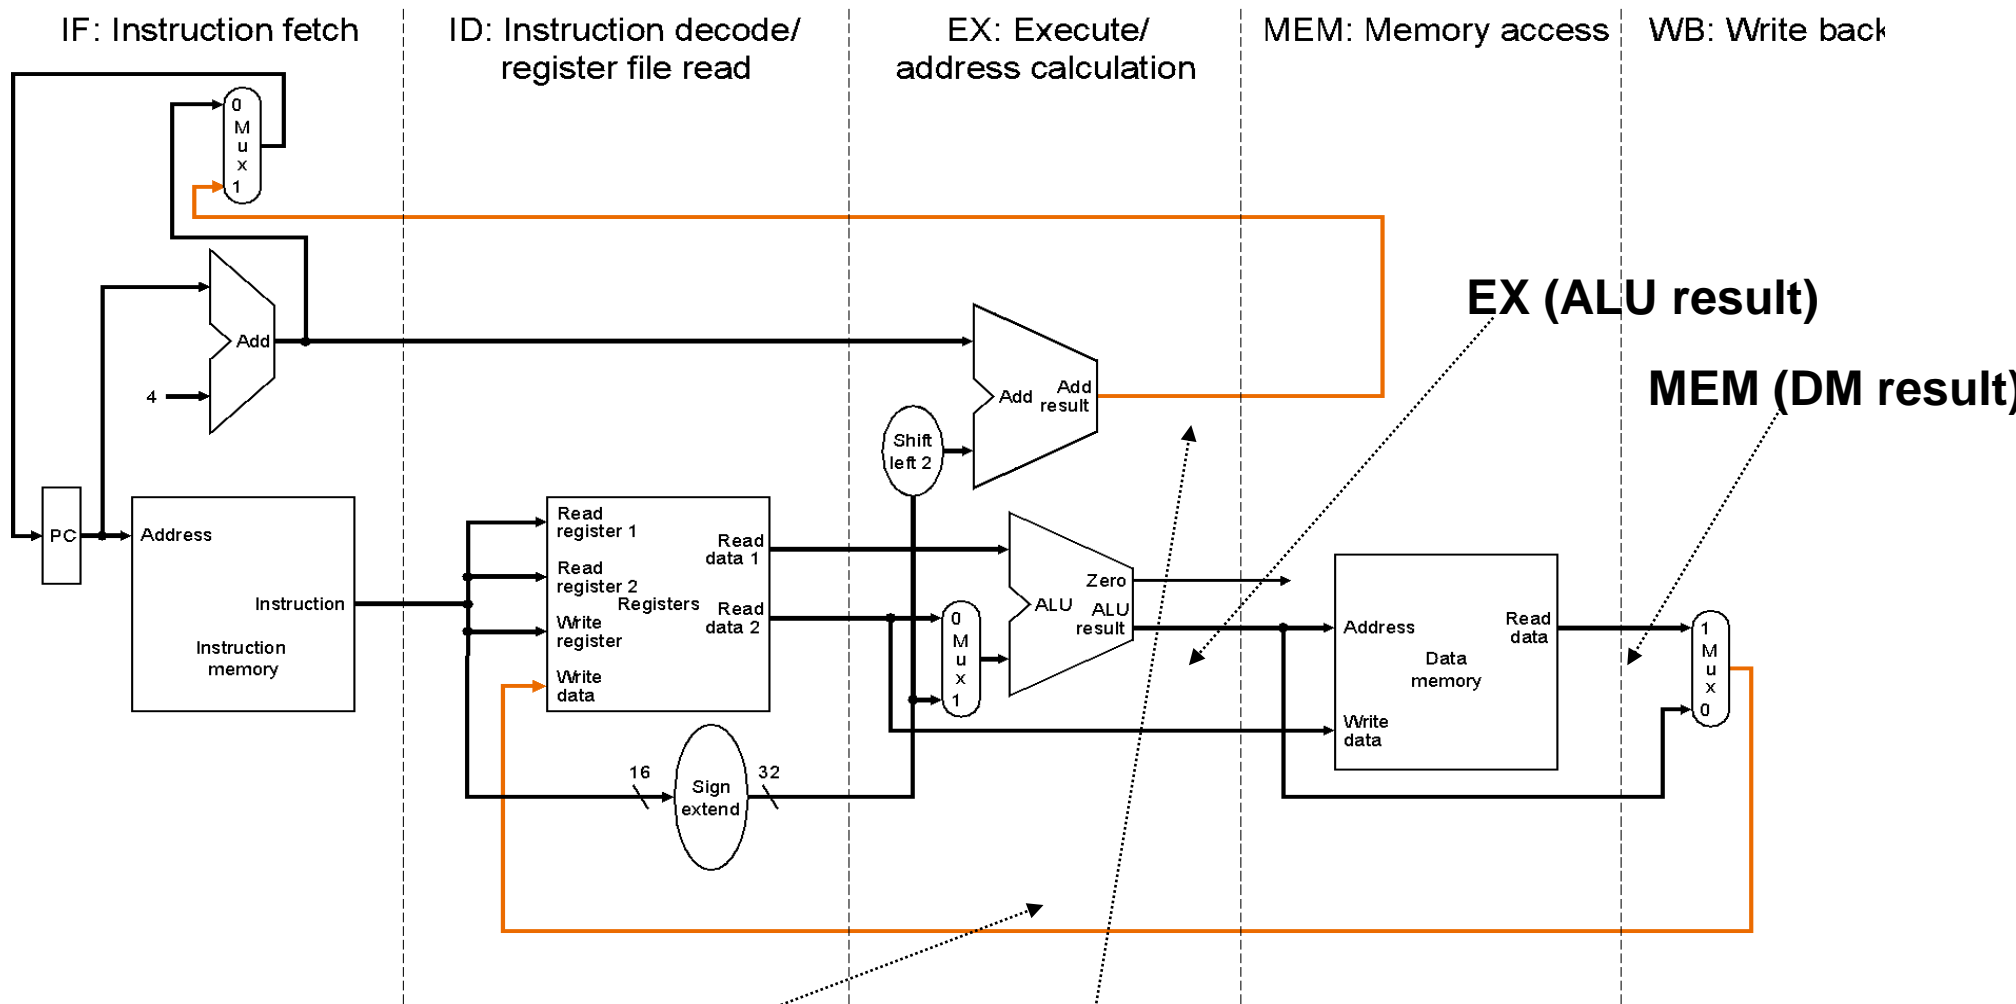 IF: Instruction fetch
ID: Instruction decode/
register file read
EX: Execute/
address calculation
MEM: Memory access
WB: Write back
0
M
u
x
1
Add
4
PC
Address
Instruction
Instruction
memory
Read
register 1
Read
register 2
Write
register
Write
data
Registers
Read
data 1
Read
data 2
16
Sign
extend
32
Shift
left 2
Add
Add
result
0
M
u
x
1
ALU
Zero
ALU
result
EX (ALU result)
MEM (DM result)
Address
Write
data
Data
memory
Read
data
1
M
u
x
0